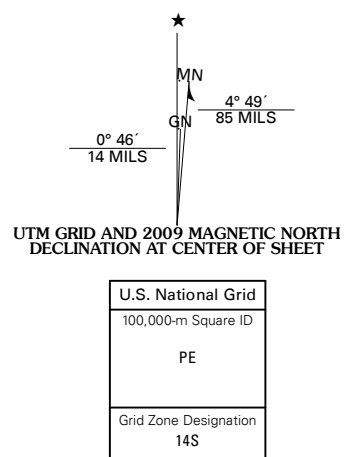 MN
4° 49´
85 MILS
GN
0° 46´
14 MILS
UTM GRID AND 2009 MAGNETIC NORTH
DECLINATION AT CENTER OF SHEET
U.S. National Grid
100,000-m Square ID
PE
Grid Zone Designation
14S